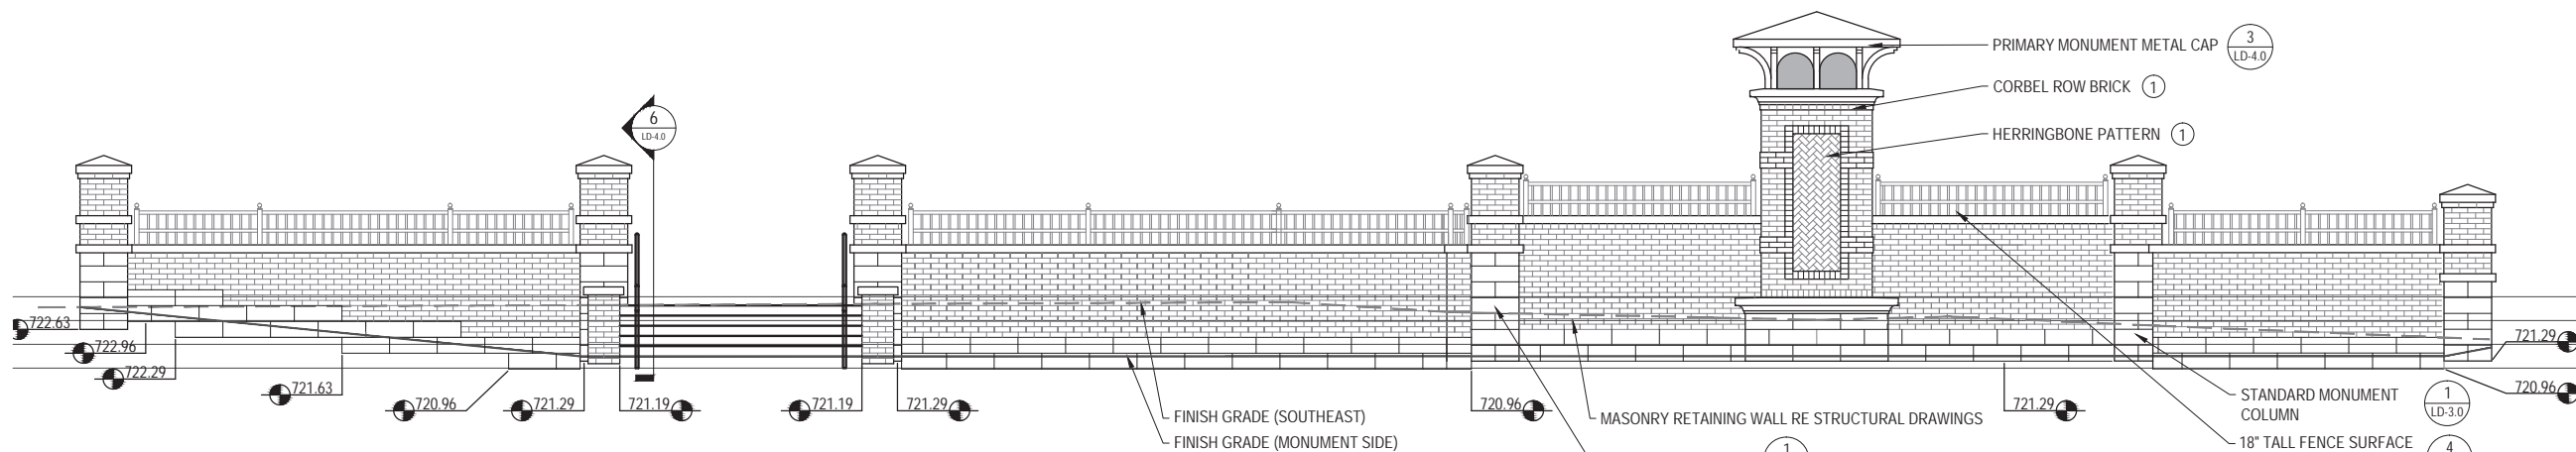 PRIMARY MONUMENT METAL CAP
3
LD-4.0
CORBEL ROW BRICK 1
HERRINGBONE PATTERN 1
6
LD-4.0
722.63
722.96
722.29
721.63
720.96
721.29
721.19
721.19
721.29
720.96
721.29
721.29
720.96
FINISH GRADE (SOUTHEAST)
FINISH GRADE (MONUMENT SIDE)
MASONRY RETAINING WALL RE STRUCTURAL DRAWINGS
1
STANDARD MONUMENT
COLUMN
1
LD-3.0
18" TALL FENCE SURFACE
4